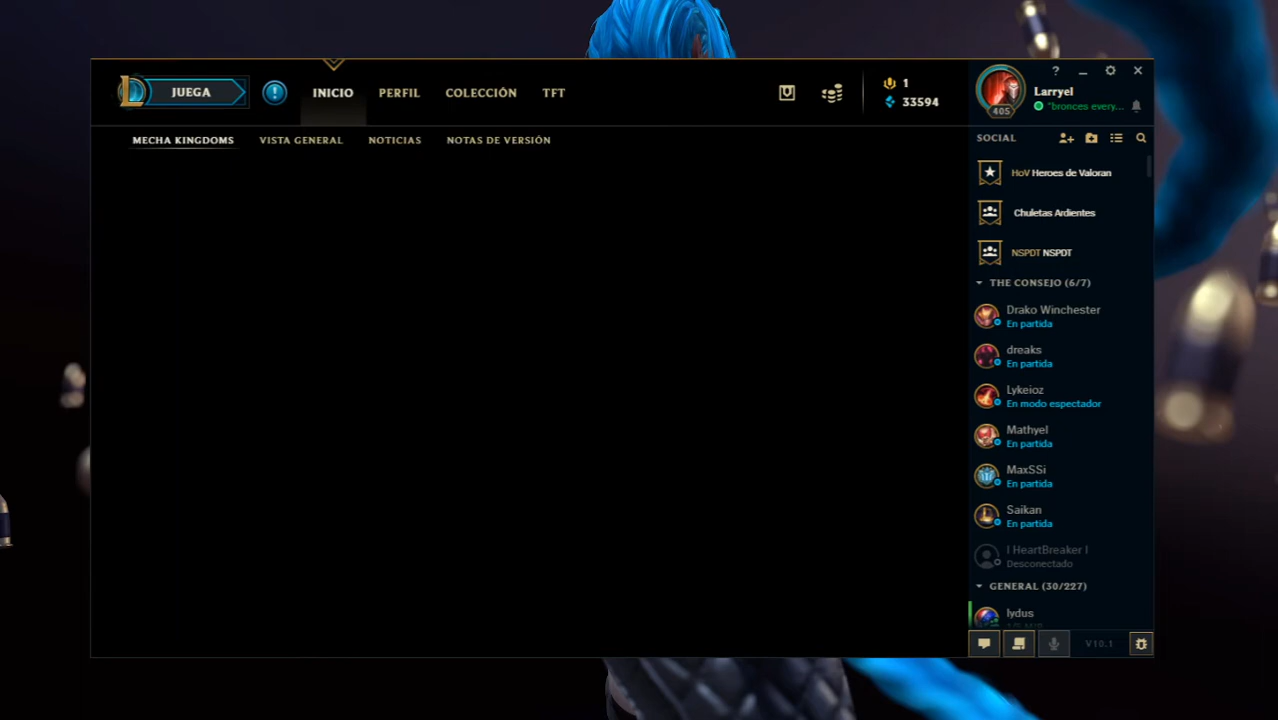 JUEGA
INICIO
PERFIL
COLECCIÓN
TFT
1
33594
?
Larryel
"bronces every...
405
MECHA KINGDOMS
VISTA GENERAL
NOTICIAS
NOTAS DE VERSIÓN
SOCIAL
HoV Heroes de Valoran
Chuletas Ardientes
NSPDT NSPDT
THE CONSEJO (6/7)
Drako Winchester
En partida
dreaks
En partida
Lykeioz
En modo espectador
Mathyel
En partida
MaxSSi
En partida
Saikan
En partida
I HeartBreaker I
Desconectado
GENERAL (30/227)
lydus
V10.1